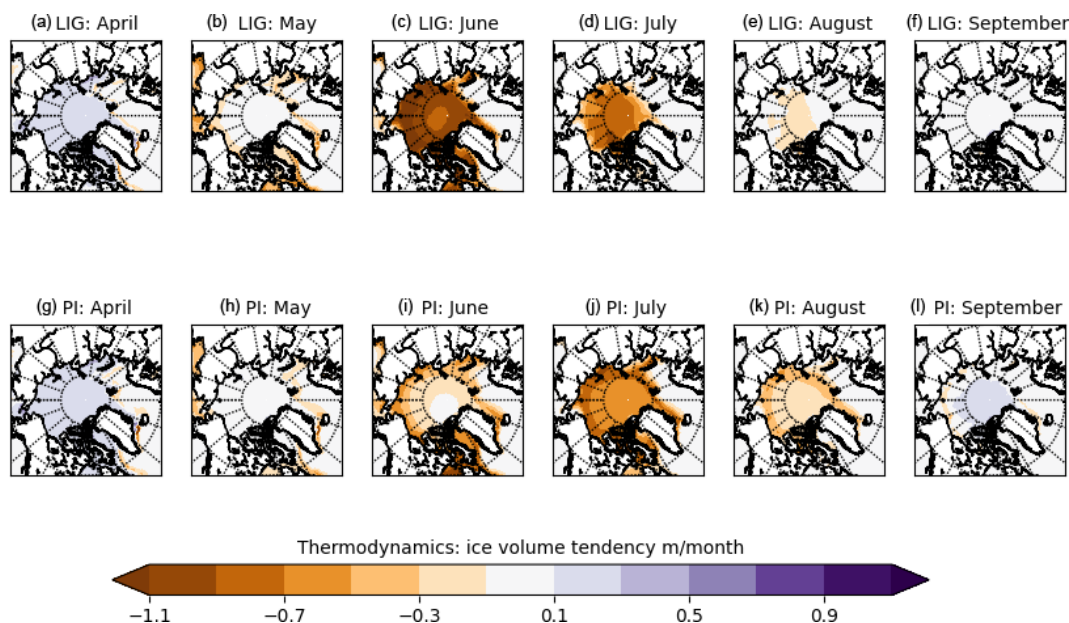 (a) LIG: April
(b) LIG: May
(c) LIG: June
(d) LIG: July
(e) LIG: August
(f) LIG: September
(g) PI: April
(h) PI: May
(i) PI: June
(j) PI: July
(k) PI: August
(l) PI: September
Thermodynamics: ice volume tendency m/month
−1.1 −0.7 −0.3 0.1 0.5 0.9